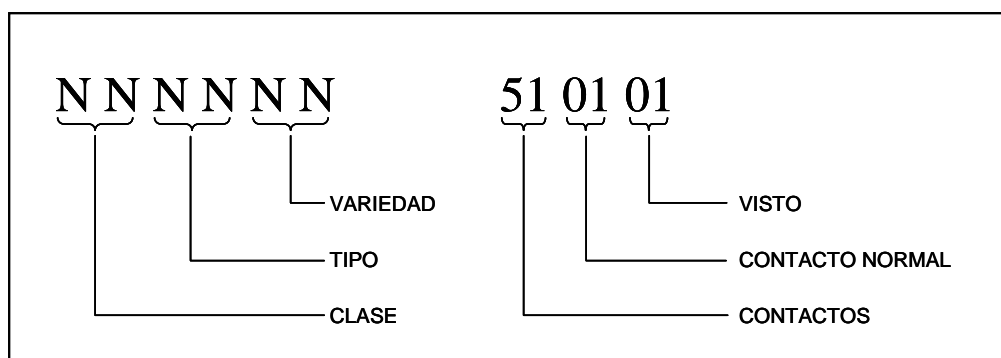 N N N N N N 51 01 01
VARIEDAD VISTO
TIPO CONTACTO NORMAL
CLASE CONTACTOS